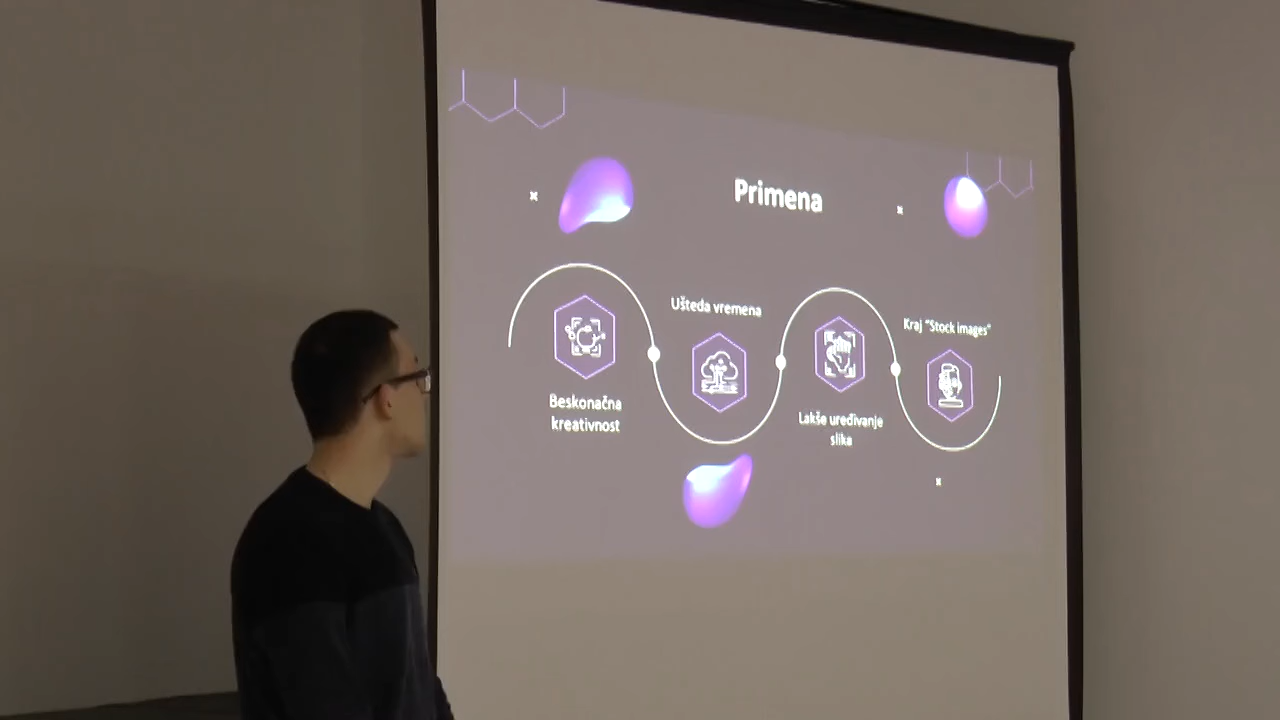 Primena
Ušteda vremena
Kraj "Stock images"
Beskonačna
kreativnost
Lakše uređivanje
slika